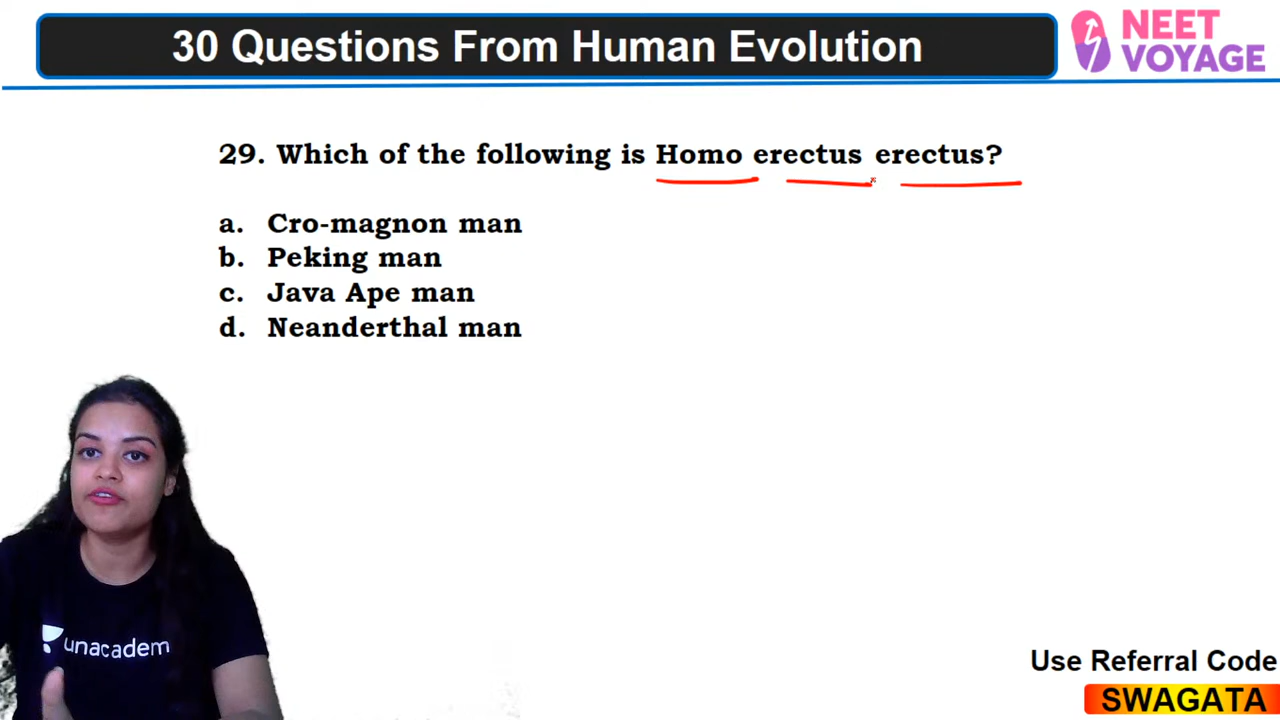 30 Questions From Human Evolution
NEET
VOYAGE
29. Which of the following is Homo erectus erectus?
a. Cro-magnon man
b. Peking man
c. Java Ape man
d. Neanderthal man
unacadem
Use Referral Code
SWAGATA